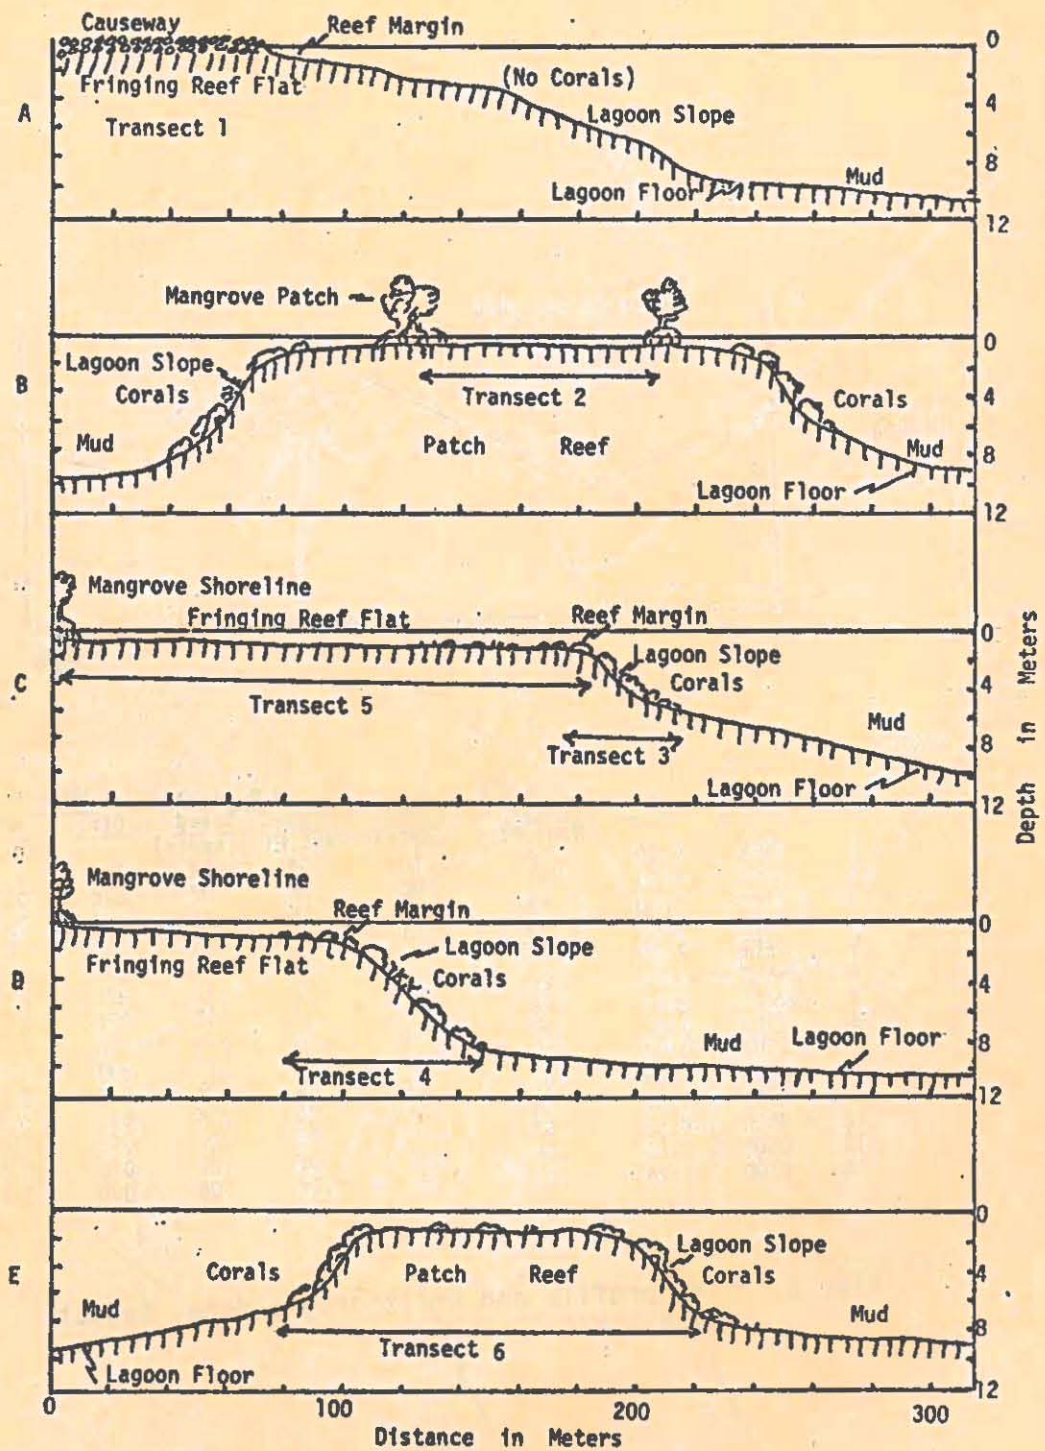 Causeway
Reef Margin
0
Fringing Reef Flat
(No Corals)
4
A
Transect 1
Lagoon Slope
8
Mud
Lagoon Floor
12
Mangrove Patch
0
Lagoon Slope
B
Corals
Transect 2
4
Corals
Mud
Patch Reef
Mud
8
Lagoon Floor
12
Mangrove Shoreline
Fringing Reef Flat
Reef Margin
0
Lagoon Slope
C
Corals
4
Transect 5
Mud
8
Transect 3
Lagoon Floor
12
Depth in Meters
Mangrove Shoreline
Reef Margin
0
Lagoon Slope
Fringing Reef Flat
D
Corals
4
Mud
Lagoon Floor
8
Transect 4
12
0
Lagoon Slope
E
Corals
Patch Reef
Corals
4
Mud
Mud
8
Transect 6
Lagoon Floor
12
0 100 200 300
Distance in Meters